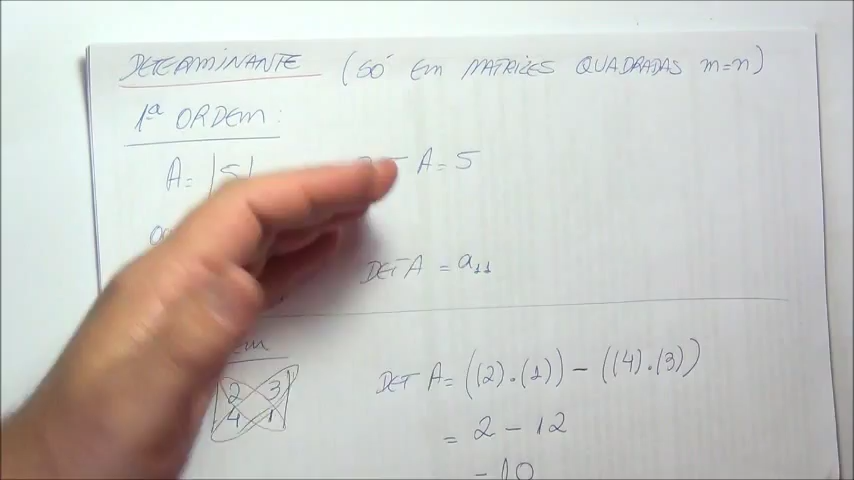 DETERMINANTE (SÓ EM MATRIZES QUADRADAS m=n)
1ª ORDEM:
A= |5| A= 5
DET A = a₁₁
2 3
4 1
DET A= ((2).(1)) - ((4).(3))
= 2 - 12
-10